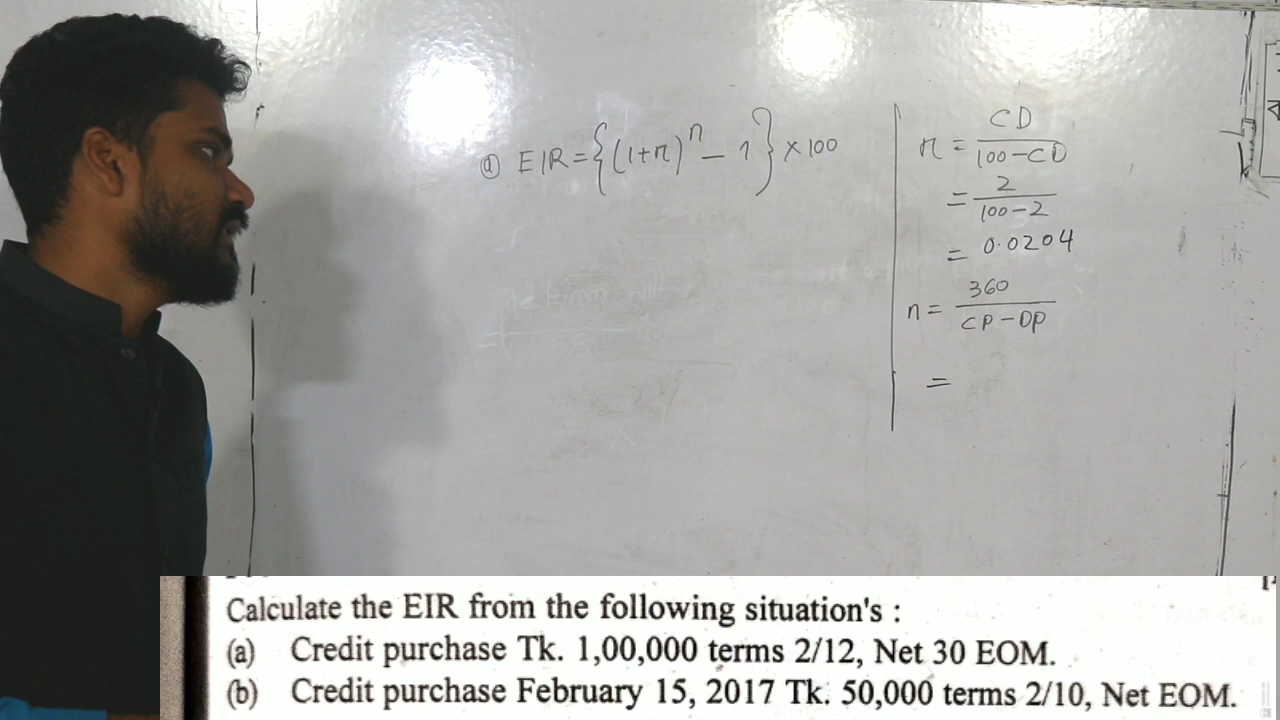 ⓐ EIR = {(1+r)^n − 1} × 100
r = CD / 100 − CD
= 2 / 100 − 2
= 0.0204
n = 360 / CP − DP
=
Calculate the EIR from the following situation's :
(a) Credit purchase Tk. 1,00,000 terms 2/12, Net 30 EOM.
(b) Credit purchase February 15, 2017 Tk. 50,000 terms 2/10, Net EOM.